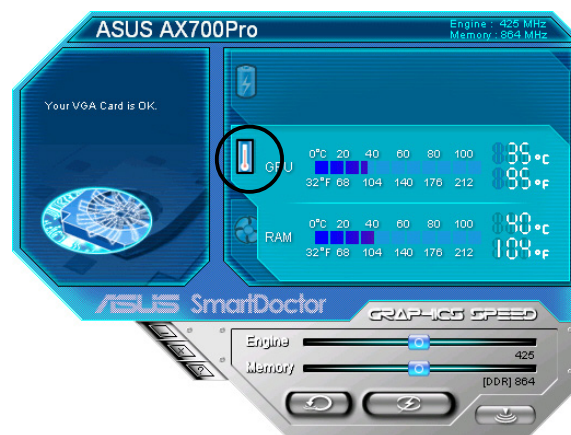 ASUS AX700Pro
Engine : 425 MHz
Memory : 864 MHz
Your VGA Card is OK.
0°C 20 40 60 80 100
35 °C
GPU
95 °F
32°F 68 104 140 176 212
0°C 20 40 60 80 100
40 °C
RAM
104 °F
32°F 68 104 140 176 212
ASUS SmartDoctor
GRAPHICS SPEED
Engine
425
Memory
[DDR] 864